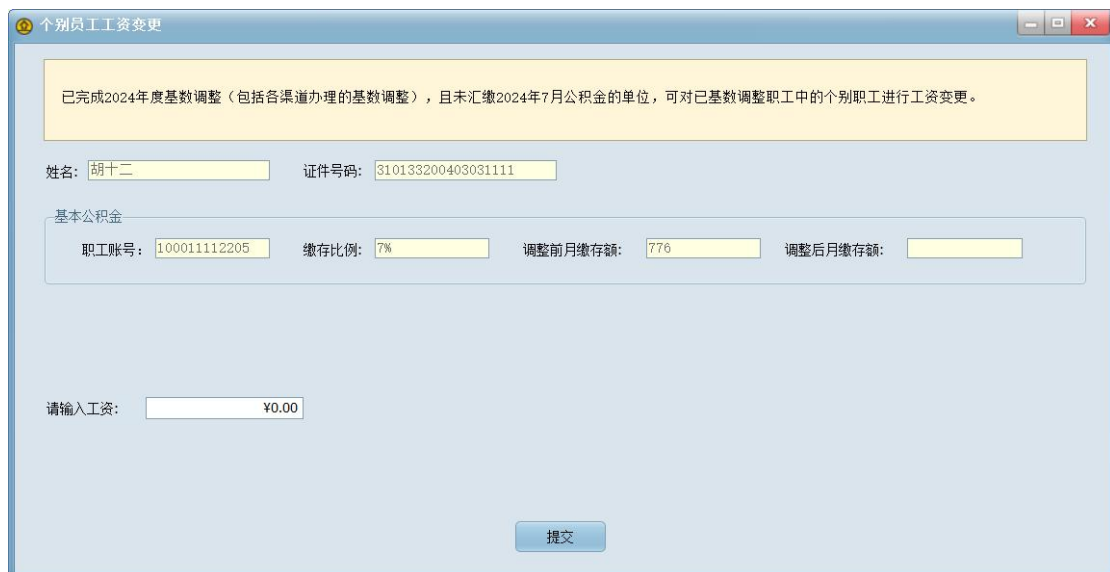 个别员工工资变更
已完成2024年度基数调整（包括各渠道办理的基数调整），且未汇缴2024年7月公积金的单位，可对已基数调整职工中的个别职工进行工资变更。
姓名: 胡十二 证件号码: 310133200403031111
基本公积金
职工账号: 100011112205 缴存比例: 7% 调整前月缴存额: 776 调整后月缴存额:
请输入工资: ¥0.00
提交